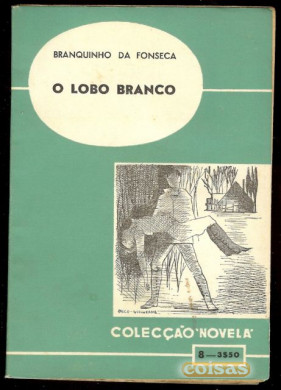 BRANQUINHO DA FONSECA
O LOBO BRANCO
COLECÇÃO "NOVELA"
8—3$50
coisas